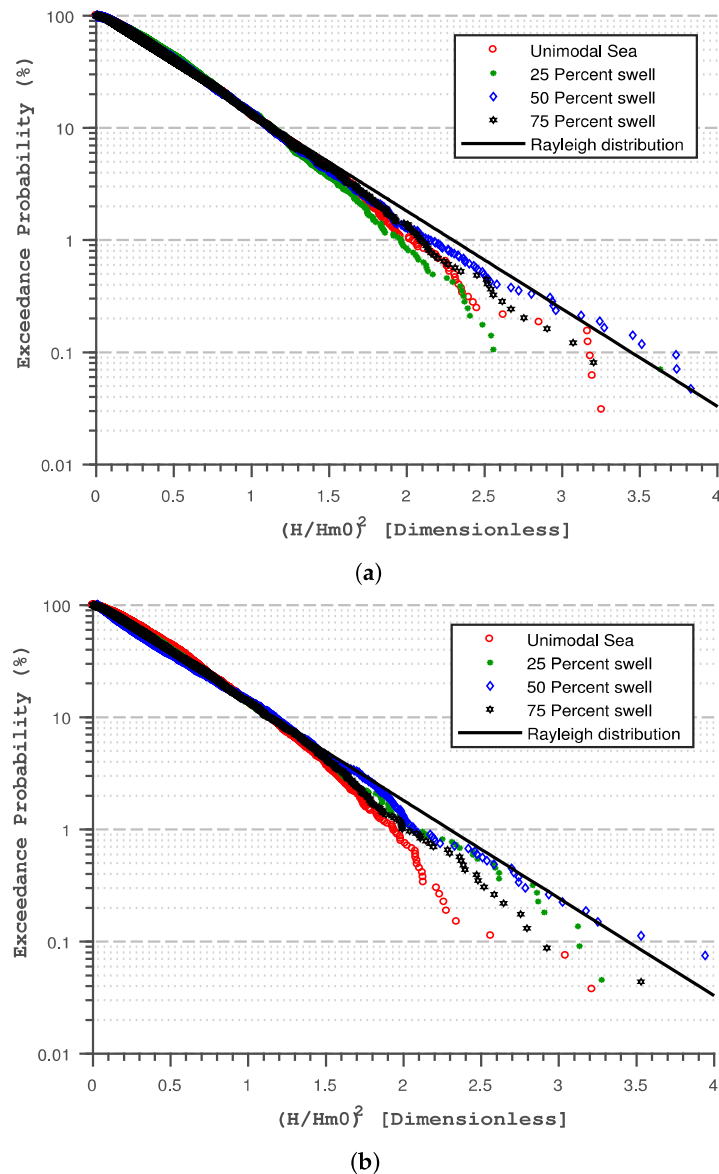 100
10
1
0.1
0.01
Exceedance Probability (%)
Unimodal Sea
25 Percent swell
50 Percent swell
75 Percent swell
Rayleigh distribution
0 0.5 1 1.5 2 2.5 3 3.5 4
(H/Hm0)² [Dimensionless]
(a)
100
10
1
0.1
0.01
Exceedance Probability (%)
Unimodal Sea
25 Percent swell
50 Percent swell
75 Percent swell
Rayleigh distribution
0 0.5 1 1.5 2 2.5 3 3.5 4
(H/Hm0)² [Dimensionless]
(b)